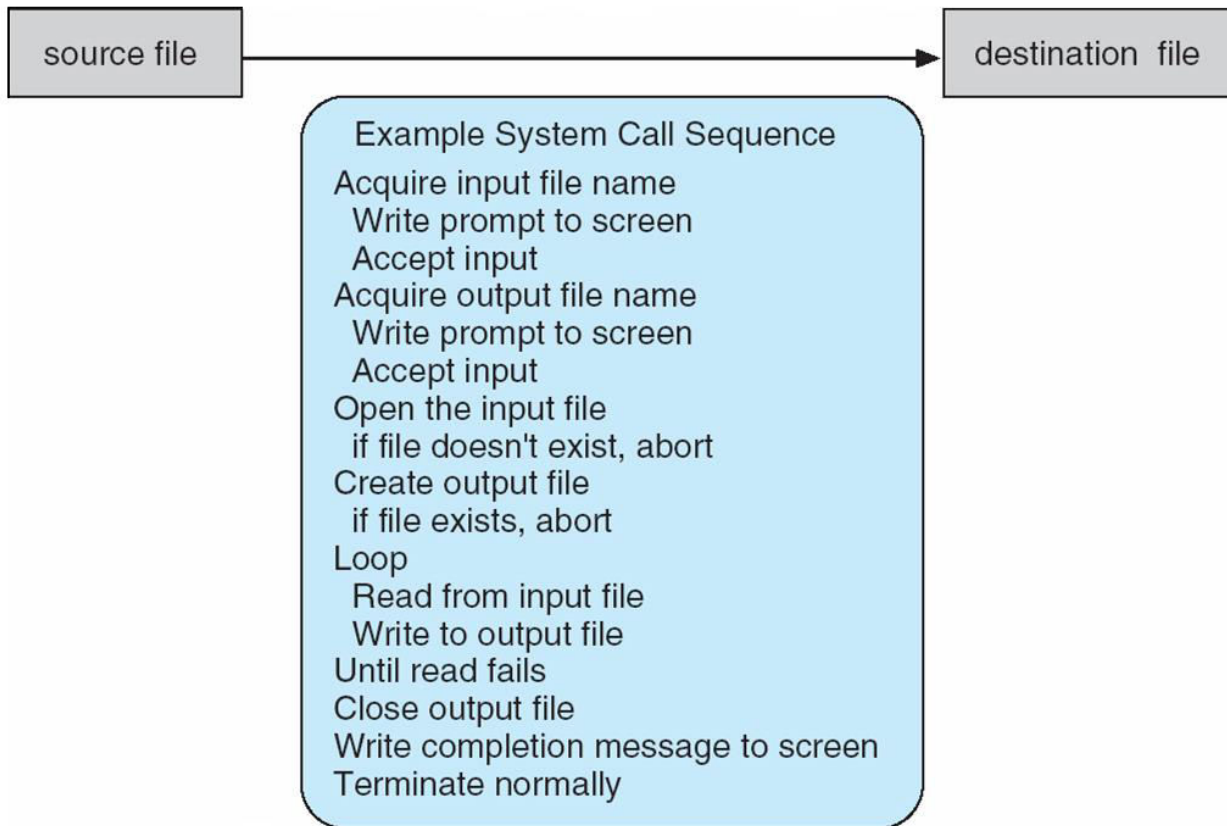 source file
destination file
Example System Call Sequence
Acquire input file name
Write prompt to screen
Accept input
Acquire output file name
Write prompt to screen
Accept input
Open the input file
if file doesn't exist, abort
Create output file
if file exists, abort
Loop
Read from input file
Write to output file
Until read fails
Close output file
Write completion message to screen
Terminate normally